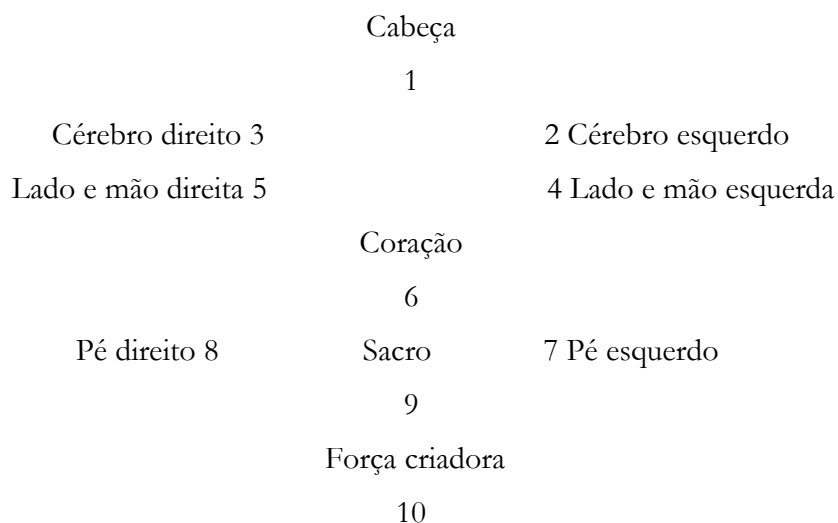 Cabeça
1
Cérebro direito 3 2 Cérebro esquerdo
Lado e mão direita 5 4 Lado e mão esquerda
Coração
6
Pé direito 8 Sacro 7 Pé esquerdo
9
Força criadora
10